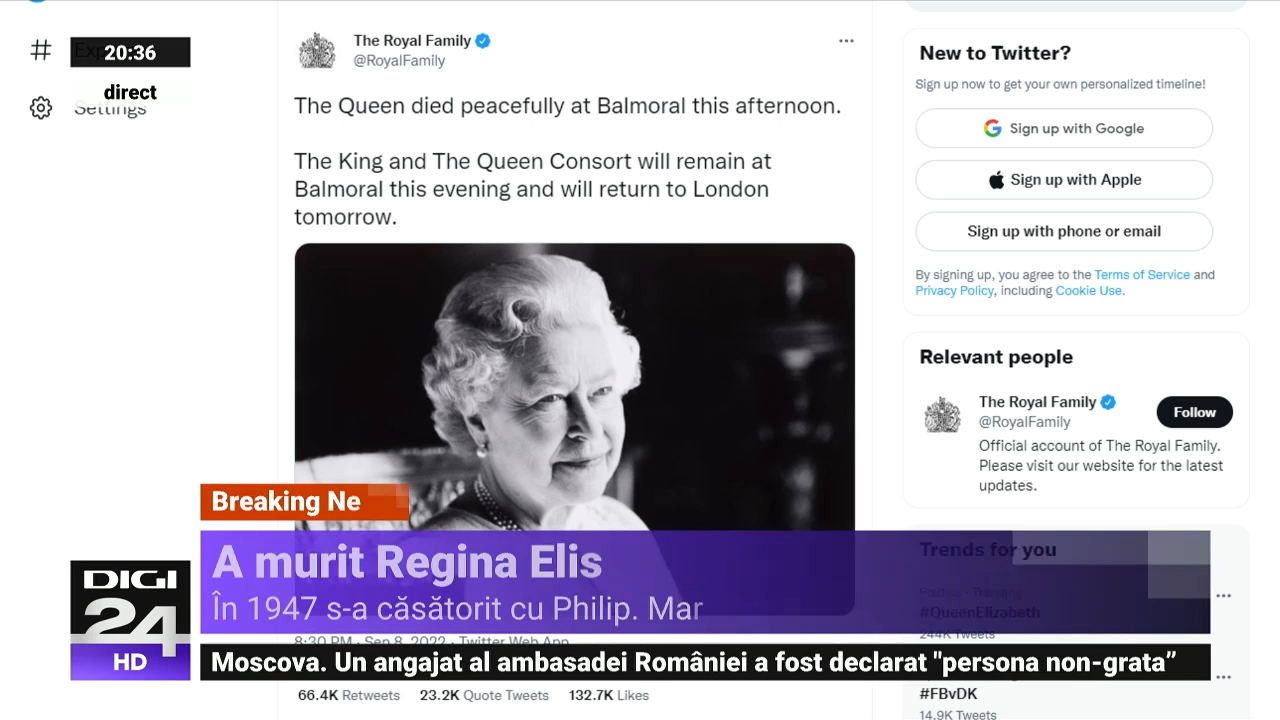 20:36
direct
Settings
The Royal Family
@RoyalFamily
The Queen died peacefully at Balmoral this afternoon.
The King and The Queen Consort will remain at
Balmoral this evening and will return to London
tomorrow.
New to Twitter?
Sign up now to get your own personalized timeline!
Sign up with Google
Sign up with Apple
Sign up with phone or email
By signing up, you agree to the Terms of Service and
Privacy Policy, including Cookie Use.
Relevant people
The Royal Family
@RoyalFamily
Follow
Official account of The Royal Family.
Please visit our website for the latest
updates.
Trends for you
#QueenElizabeth
244K Tweets
#FBvDK
14.9K Tweets
Breaking Ne
A murit Regina Elis
În 1947 s-a căsătorit cu Philip. Mar
8:30 PM · Sep 8, 2022 · Twitter Web App
DIGI
24
HD
Moscova. Un angajat al ambasadei României a fost declarat "persona non-grata”
66.4K Retweets 23.2K Quote Tweets 132.7K Likes